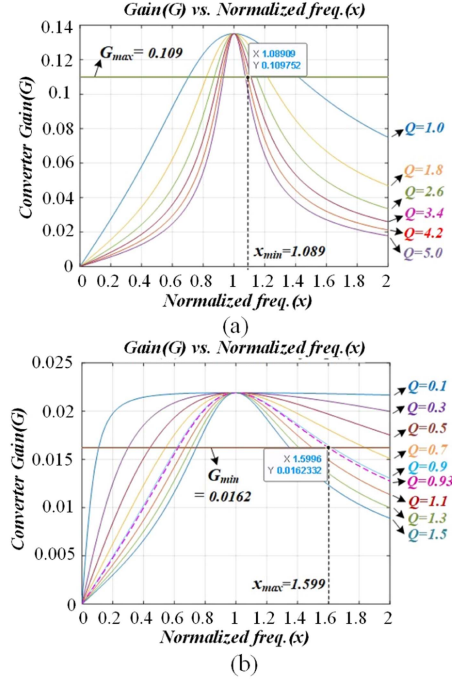 Gain(G) vs. Normalized freq.(x)
0.14
0.12
0.1
0.08
0.06
0.04
0.02
0
Converter Gain(G)
Gmax= 0.109
X 1.08909
Y 0.109752
xmin=1.089
Q=1.0
Q=1.8
Q=2.6
Q=3.4
Q=4.2
Q=5.0
0 0.2 0.4 0.6 0.8 1 1.2 1.4 1.6 1.8 2
Normalized freq.(x)
(a)
Gain(G) vs. Normalized freq.(x)
0.025
0.02
0.015
0.01
0.005
0
Converter Gain(G)
Gmin
= 0.0162
X 1.5996
Y 0.0162332
xmax=1.599
Q=0.1
Q=0.3
Q=0.5
Q=0.7
Q=0.9
Q=0.93
Q=1.1
Q=1.3
Q=1.5
0 0.2 0.4 0.6 0.8 1 1.2 1.4 1.6 1.8 2
Normalized freq.(x)
(b)